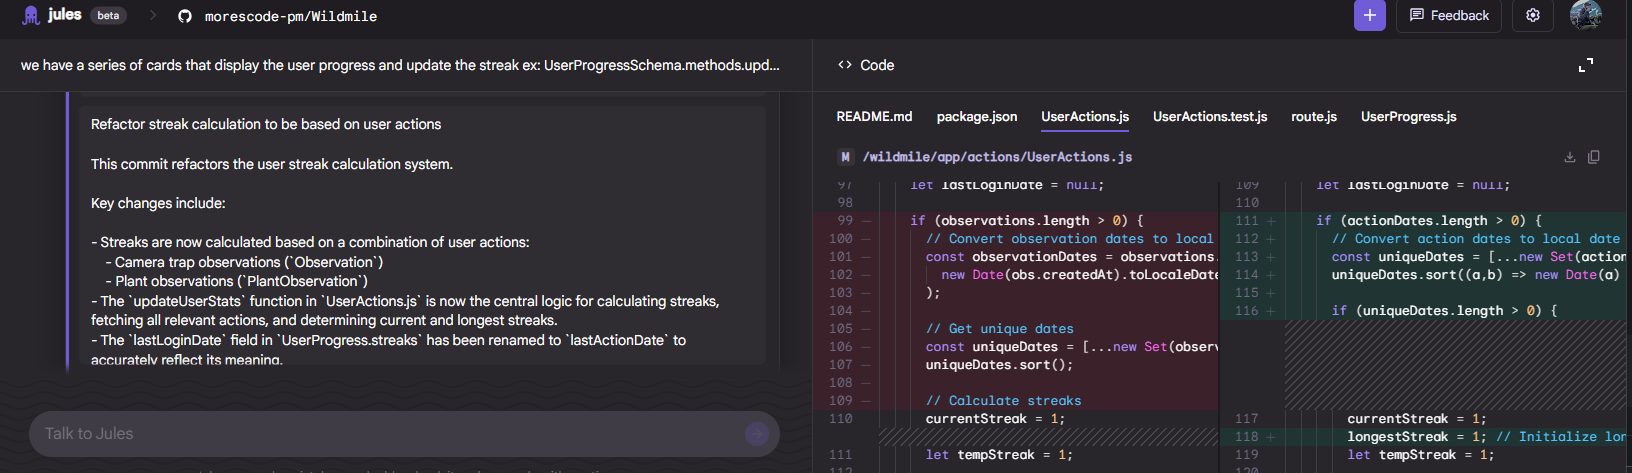 jules beta > morescode-pm/Wildmile
+ Feedback
we have a series of cards that display the user progress and update the streak ex: UserProgressSchema.methods.upd...
Refactor streak calculation to be based on user actions
This commit refactors the user streak calculation system.
Key changes include:
- Streaks are now calculated based on a combination of user actions:
- Camera trap observations (`Observation`)
- Plant observations (`PlantObservation`)
- The `updateUserStats` function in `UserActions.js` is now the central logic for calculating streaks,
fetching all relevant actions, and determining current and longest streaks.
- The `lastLoginDate` field in `UserProgress.streaks` has been renamed to `lastActionDate` to
accurately reflect its meaning.
Talk to Jules
<> Code
README.md package.json UserActions.js UserActions.test.js route.js UserProgress.js
M /wildmile/app/actions/UserActions.js
97 let lastLoginDate = null;
98
99 – if (observations.length > 0) {
100 – // Convert observation dates to local
101 – const observationDates = observations.
102 – new Date(obs.createdAt).toLocaleDate
103 – );
104 –
105 – // Get unique dates
106 – const uniqueDates = [...new Set(observ
107 – uniqueDates.sort();
108 –
109 – // Calculate streaks
110 currentStreak = 1;
111 let tempStreak = 1;
112
109 let lastLoginDate = null;
110
111 + if (actionDates.length > 0) {
112 + // Convert action dates to local date
113 + const uniqueDates = [...new Set(action
114 + uniqueDates.sort((a,b) => new Date(a)
115 +
116 + if (uniqueDates.length > 0) {
117 currentStreak = 1;
118 + longestStreak = 1; // Initialize lon
119 let tempStreak = 1;
120